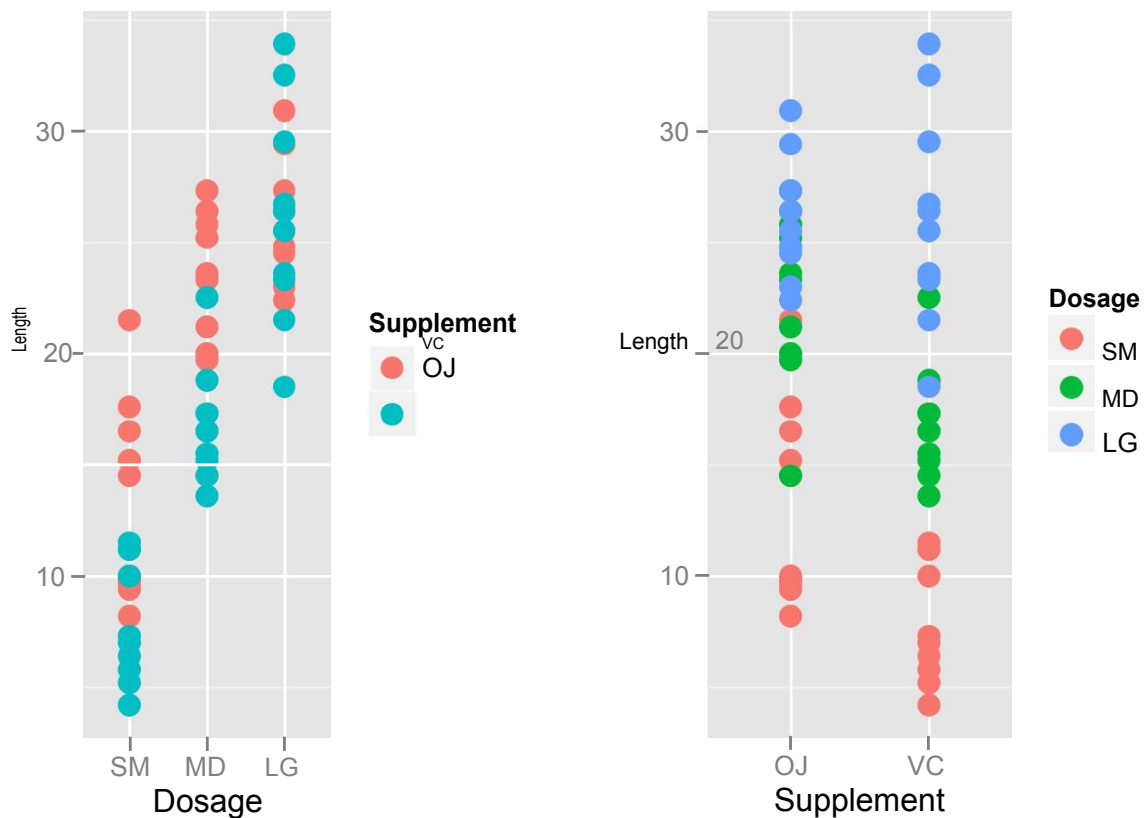 30
20
10
Length
SM MD LG
Dosage
Supplement
VC
OJ
30
Length 20
10
OJ VC
Supplement
Dosage
SM
MD
LG